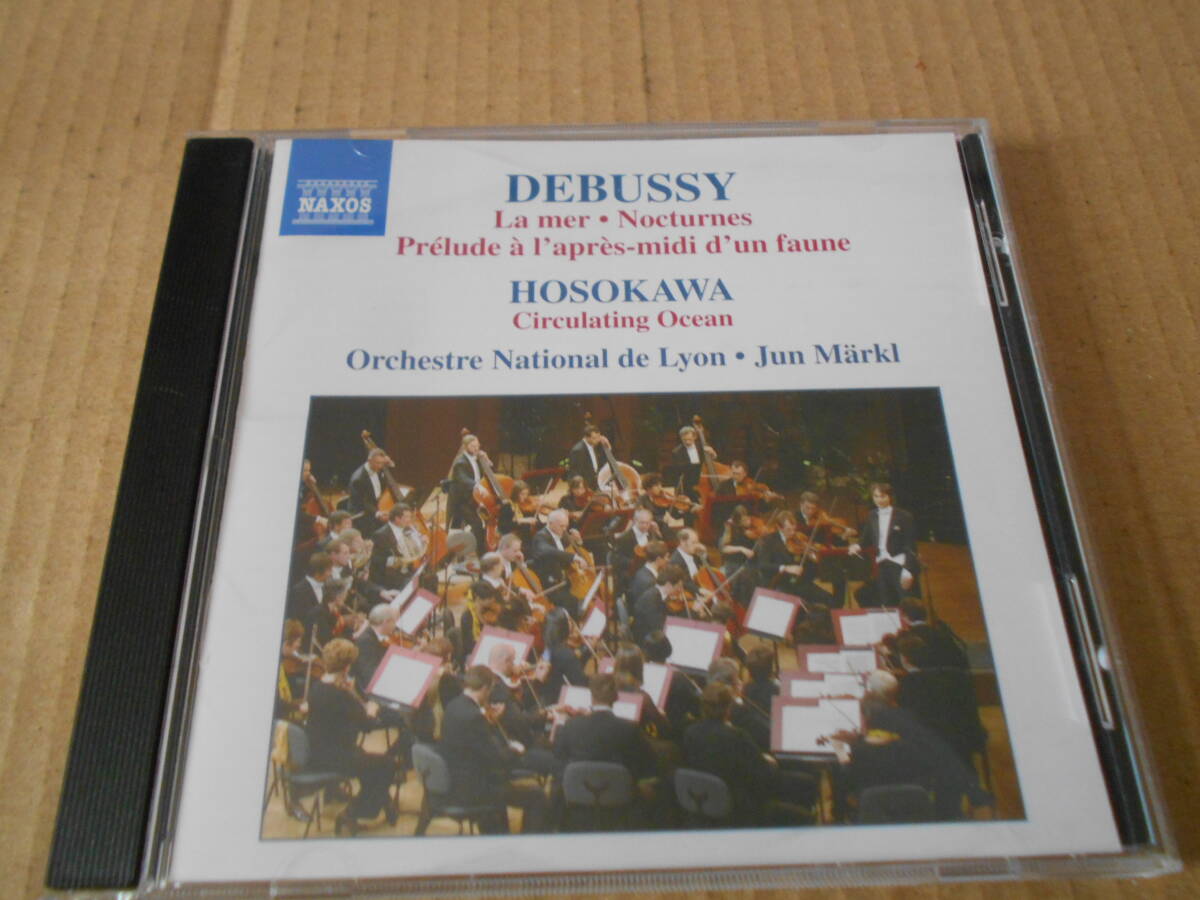 NAXOS
DEBUSSY
La mer • Nocturnes
Prélude à l'après-midi d'un faune
HOSOKAWA
Circulating Ocean
Orchestre National de Lyon • Jun Märkl